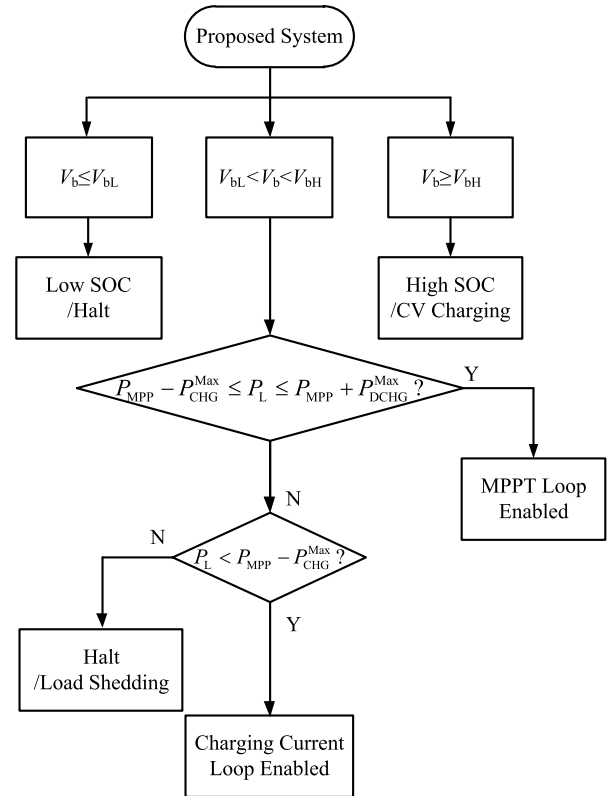 Proposed System
V_b≤V_bL
V_bL<V_b<V_bH
V_b≥V_bH
Low SOC
/Halt
High SOC
/CV Charging
P_MPP − P_CHG^Max ≤ P_L ≤ P_MPP + P_DCHG^Max ?
Y
MPPT Loop
Enabled
N
N
P_L < P_MPP − P_CHG^Max ?
Y
Halt
/Load Shedding
Charging Current
Loop Enabled